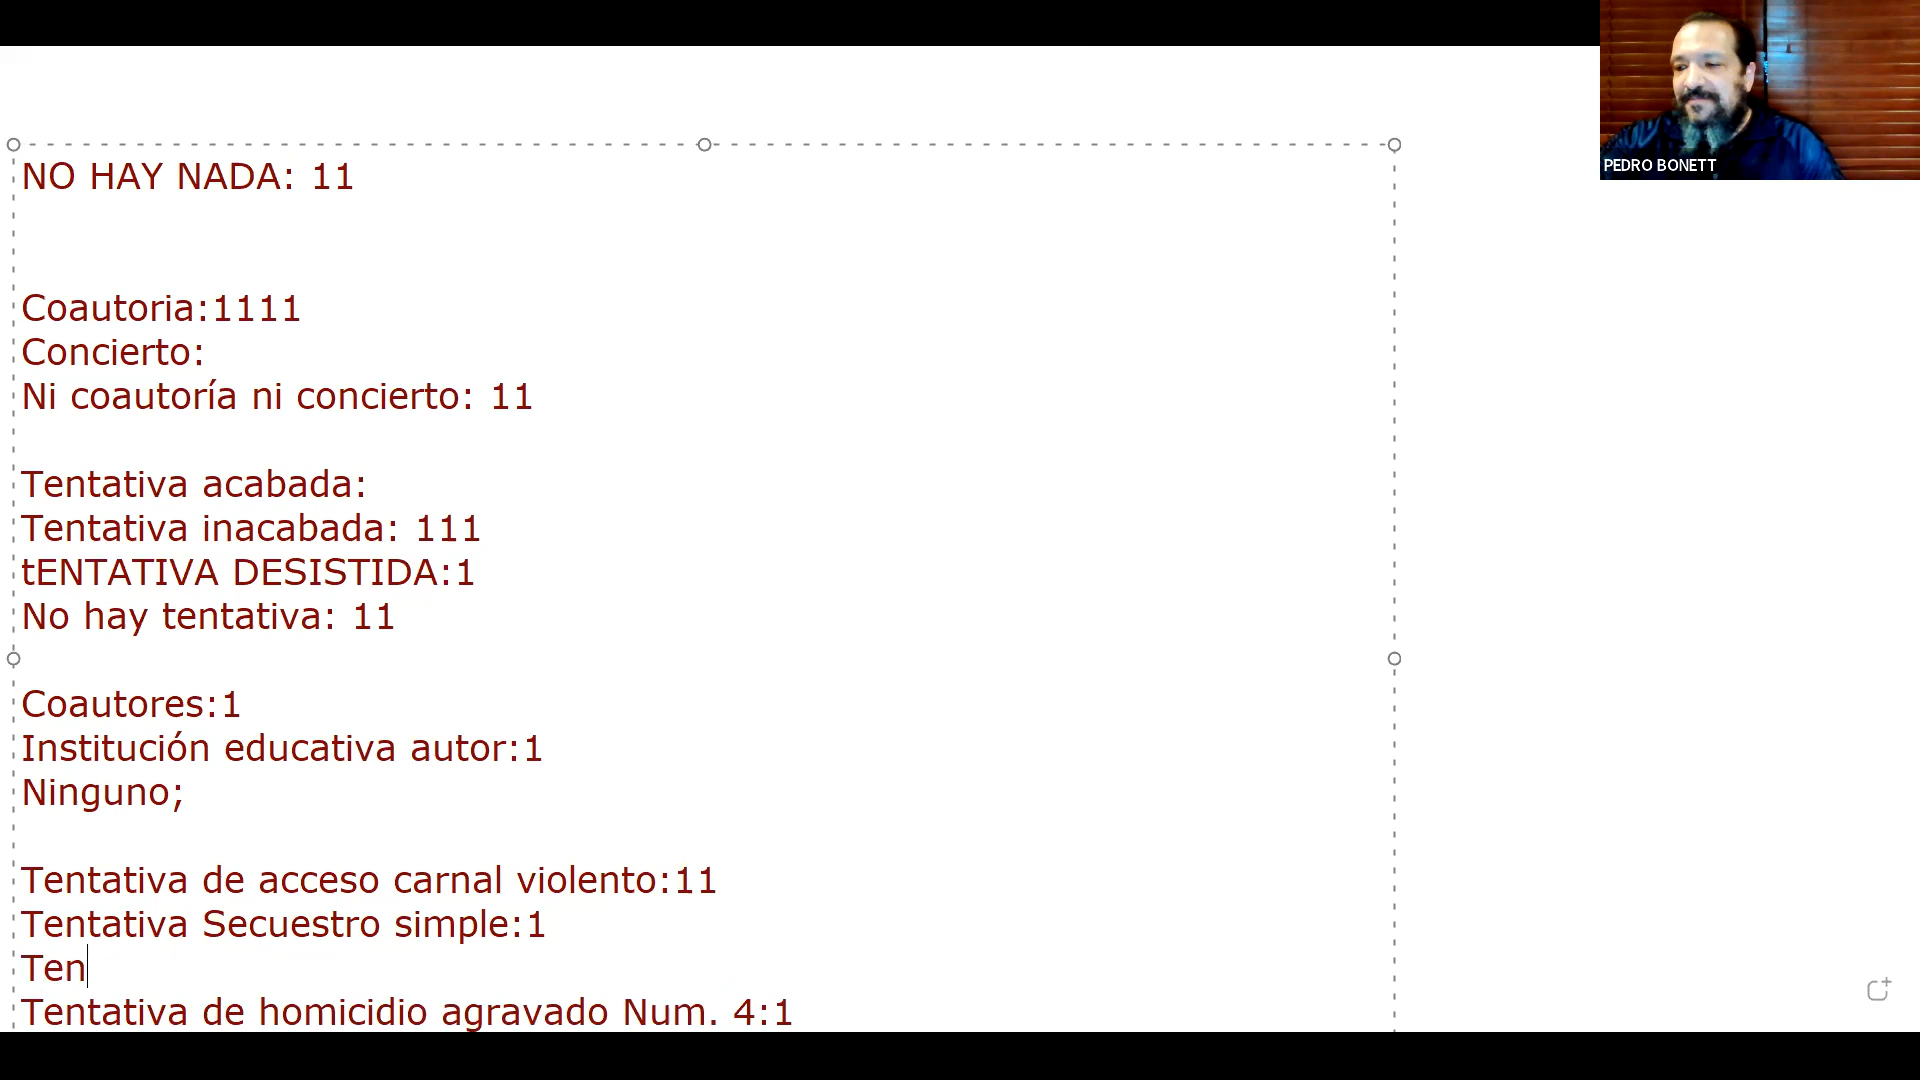 PEDRO BONETT
NO HAY NADA: 11
Coautoria:1111
Concierto:
Ni coautoría ni concierto: 11
Tentativa acabada:
Tentativa inacabada: 111
tENTATIVA DESISTIDA:1
No hay tentativa: 11
Coautores:1
Institución educativa autor:1
Ninguno;
Tentativa de acceso carnal violento:11
Tentativa Secuestro simple:1
Ten
Tentativa de homicidio agravado Num. 4:1